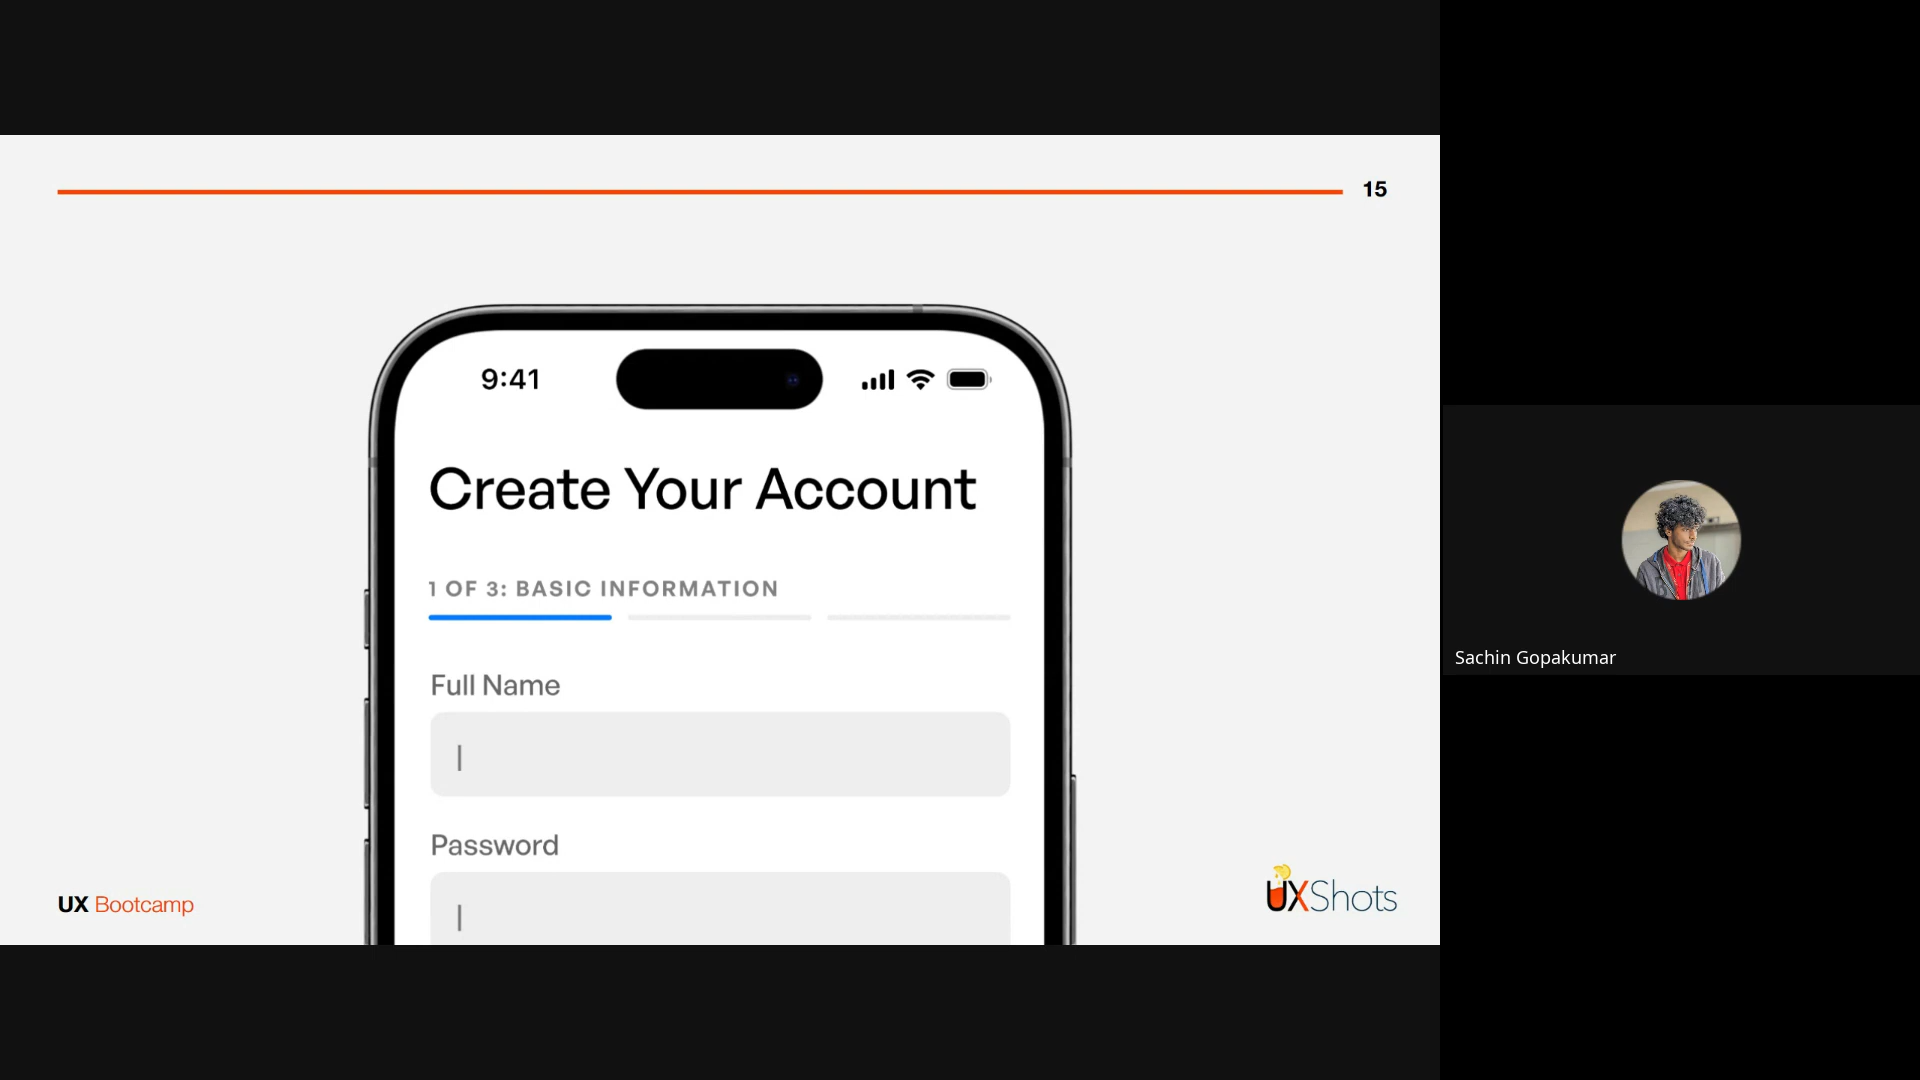 15
9:41
Create Your Account
1 OF 3: BASIC INFORMATION
Full Name
Password
UX Bootcamp
UXShots
Sachin Gopakumar